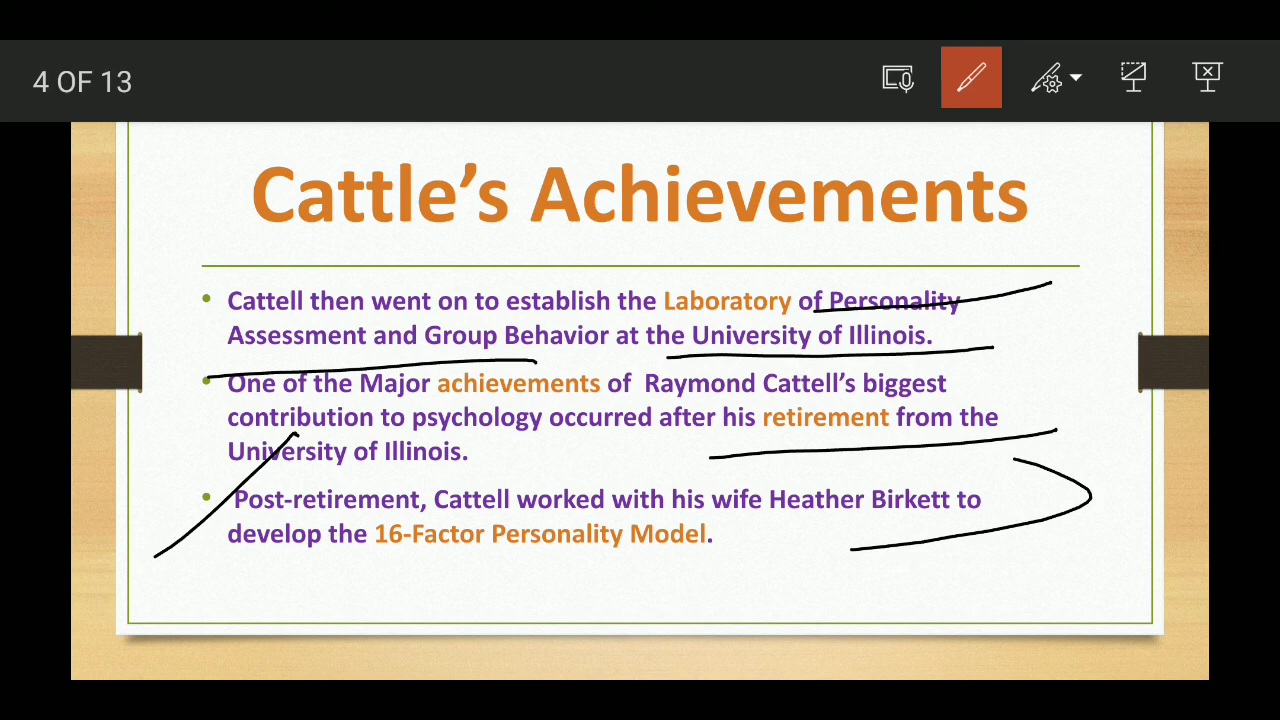 4 OF 13
Cattle’s Achievements
• Cattell then went on to establish the Laboratory of Personality
Assessment and Group Behavior at the University of Illinois.
• One of the Major achievements of  Raymond Cattell’s biggest
contribution to psychology occurred after his retirement from the
University of Illinois.
• Post-retirement, Cattell worked with his wife Heather Birkett to
develop the 16-Factor Personality Model.